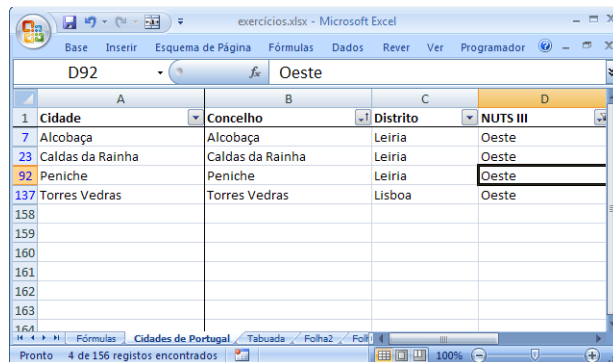 exercícios.xlsx - Microsoft Excel
Base Inserir Esquema de Página Fórmulas Dados Rever Ver Programador
D92 fx Oeste
A B C D
1 Cidade Concelho Distrito NUTS III
7 Alcobaça Alcobaça Leiria Oeste
23 Caldas da Rainha Caldas da Rainha Leiria Oeste
92 Peniche Peniche Leiria Oeste
137 Torres Vedras Torres Vedras Lisboa Oeste
158
159
160
161
162
163
164
Fórmulas Cidades de Portugal Tabuada Folha2
Pronto 4 de 156 registos encontrados 100%